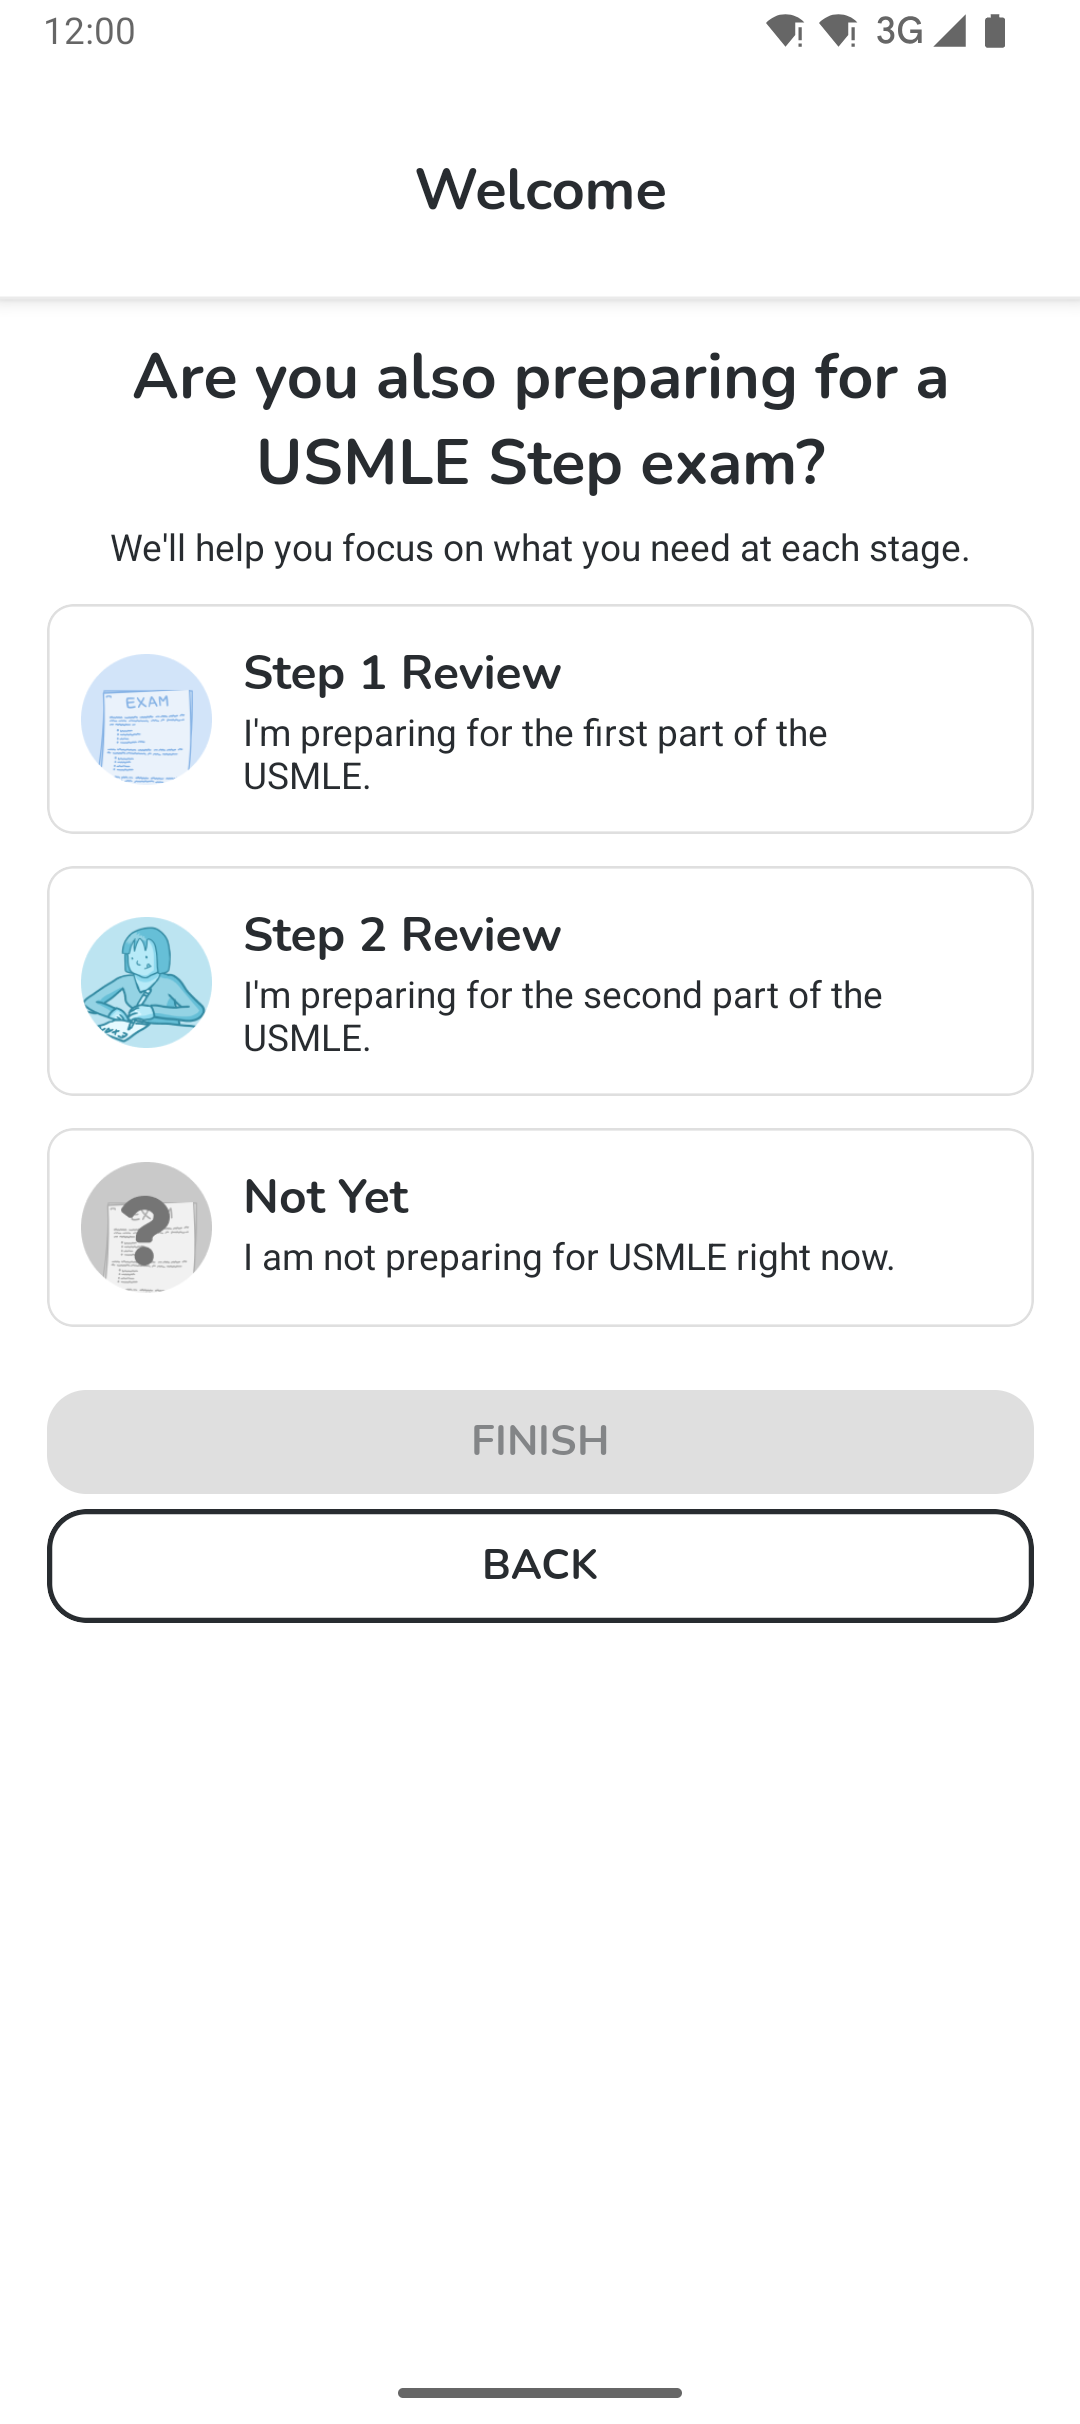 12:00
3G
Welcome
Are you also preparing for a
USMLE Step exam?
We'll help you focus on what you need at each stage.
EXAM
Step 1 Review
I'm preparing for the first part of the
USMLE.
Step 2 Review
I'm preparing for the second part of the
USMLE.
Not Yet
I am not preparing for USMLE right now.
FINISH
BACK